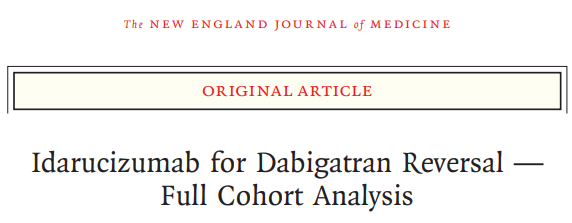 The NEW ENGLAND JOURNAL of MEDICINE
ORIGINAL ARTICLE
Idarucizumab for Dabigatran Reversal —
Full Cohort Analysis